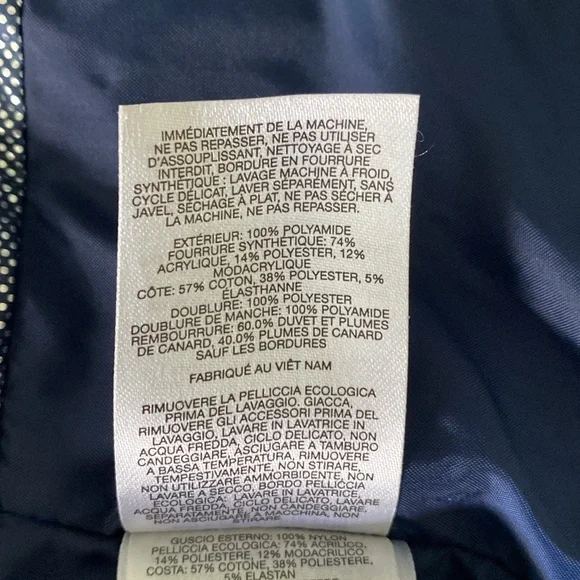 IMMÉDIATEMENT DE LA MACHINE,
NE PAS REPASSER, NE PAS UTILISER
D'ASSOUPLISSANT, NETTOYAGE À SEC
INTERDIT, BORDURE EN FOURRURE
SYNTHÉTIQUE : LAVAGE MACHINE À FROID,
CYCLE DÉLICAT, LAVER SÉPARÉMENT, SANS
JAVEL, SÉCHAGE À PLAT, NE PAS SÉCHER À
LA MACHINE, NE PAS REPASSER.
EXTÉRIEUR: 100% POLYAMIDE
FOURRURE SYNTHÉTIQUE: 74%
ACRYLIQUE, 14% POLYESTER, 12%
MODACRYLIQUE
CÔTE: 57% COTON, 38% POLYESTER, 5%
ÉLASTHANNE
DOUBLURE: 100% POLYESTER
DOUBLURE DE MANCHE: 100% POLYESTER
REMBOURRURE: 60.0% DUVET ET PLUMES
DE CANARD, 40.0% PLUMES DE CANARD
SAUF LES BORDURES
FABRIQUÉ AU VIÊT NAM
RIMUOVERE LA PELLICCIA ECOLOGICA
PRIMA DEL LAVAGGIO. GIACCA,
RIMUOVERE GLI ACCESSORI PRIMA DEL
LAVAGGIO, LAVARE IN LAVATRICE IN
ACQUA FREDDA, CICLO DELICATO, NON
CANDEGGIARE, ASCIUGARE A TAMBURO
A BASSA TEMPERATURA, RIMUOVERE
TEMPESTIVAMENTE, NON STIRARE,
NON UTILIZZARE AMMORBIDENTE, NON
LAVARE A SECCO, BORDO PELLICCIA
ECOLOGICA: LAVARE IN LAVATRICE,
ACQUA FREDDA, CICLO DELICATO, LAVARE
SEPARATAMENTE, NON CANDEGGIARE,
NON ASCIUGARE A MACCHINA, NON
STIRARE
GUSCIO ESTERNO: 100% NYLON
PELLICCIA ECOLOGICA: 74% ACRILICO,
14% POLIESTERE, 12% MODACRILICO
COSTA: 57% COTONE, 38% POLIESTERE,
5% ELASTAN